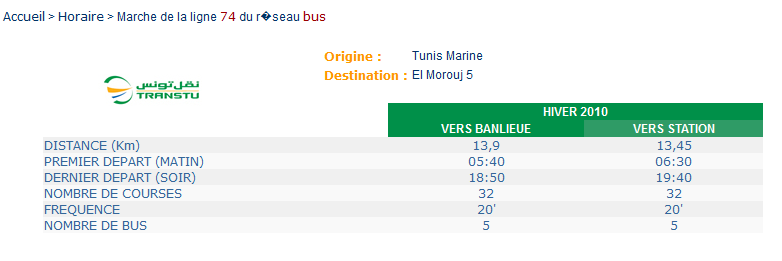 Accueil > Horaire > Marche de la ligne 74 du r�seau bus
Origine : Tunis Marine
Destination : El Morouj 5
نقل تونس
TRANSTU
HIVER 2010
VERS BANLIEUE VERS STATION
DISTANCE (Km) 13,9 13,45
PREMIER DEPART (MATIN) 05:40 06:30
DERNIER DEPART (SOIR) 18:50 19:40
NOMBRE DE COURSES 32 32
FREQUENCE 20' 20'
NOMBRE DE BUS 5 5